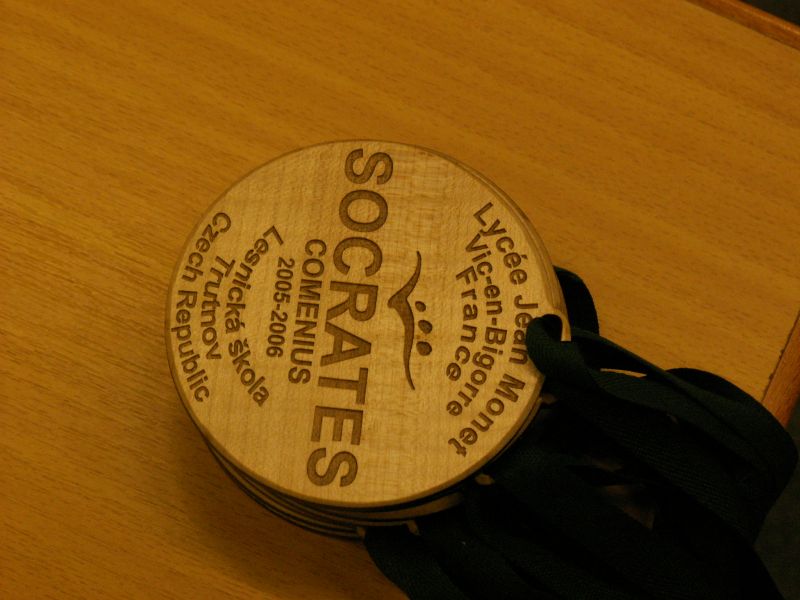 Lycée Jean Monet
Vic-en-Bigorre
France
SOCRATES
COMENIUS
2005-2006
Lesnická škola
Trutnov
Czech Republic